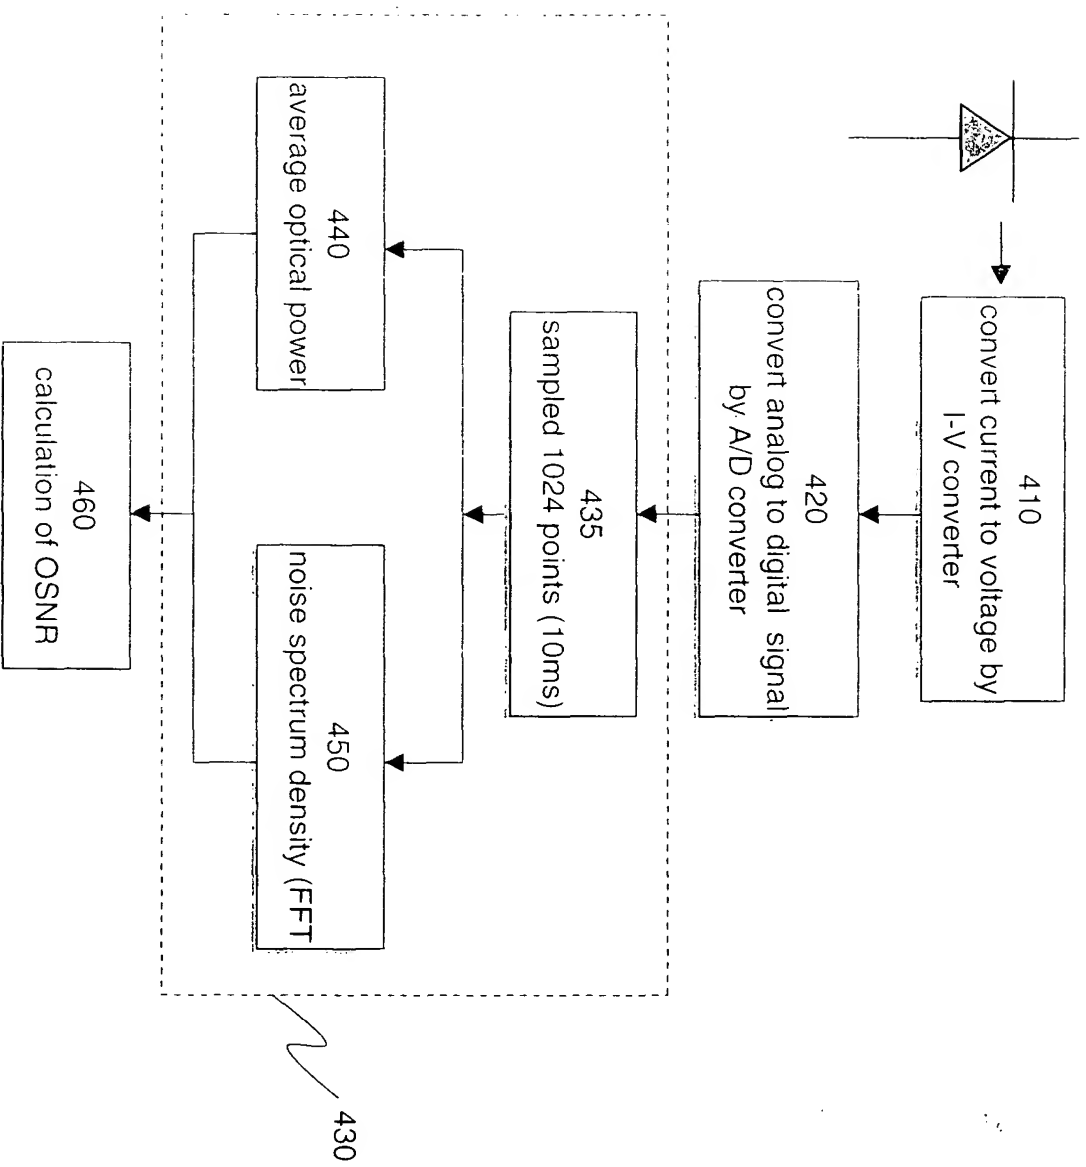 410
convert current to voltage by
I-V converter
420
convert analog to digital signal
by A/D converter
435
sampled 1024 points (10ms)
440
average optical power
450
noise spectrum density (FFT
460
calculation of OSNR
430